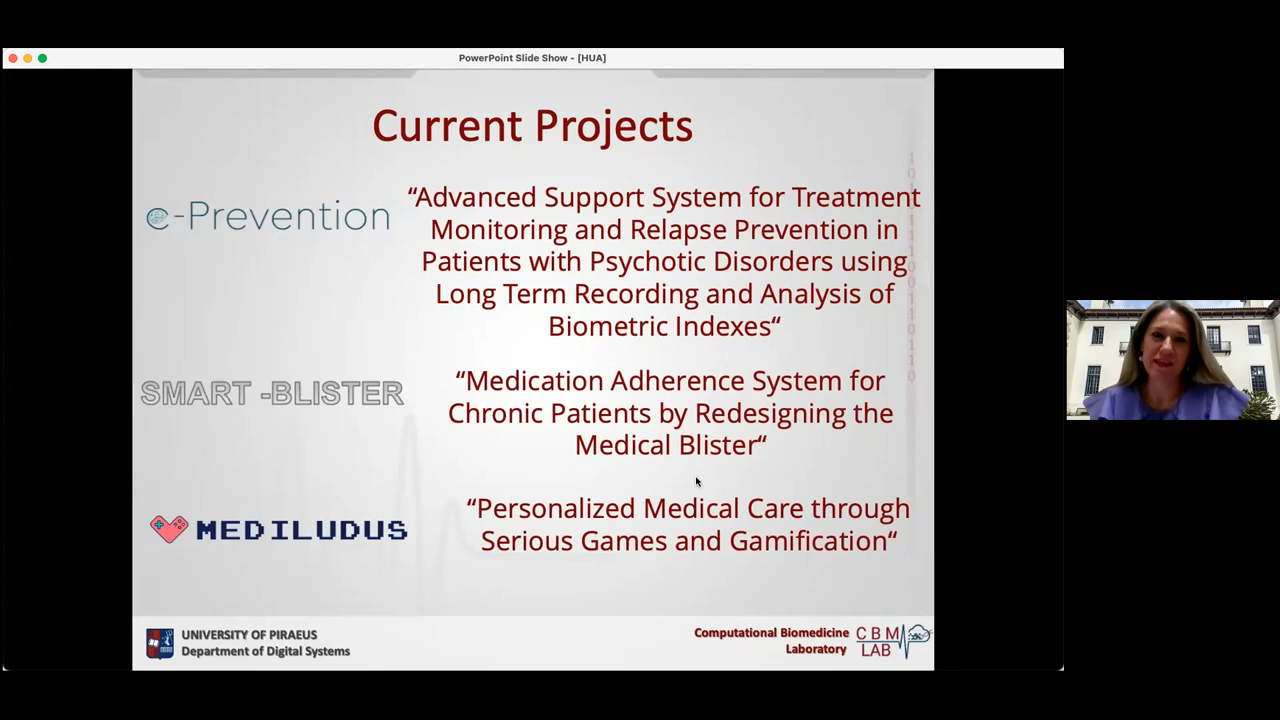 PowerPoint Slide Show - [HUA]
Current Projects
e-Prevention
“Advanced Support System for Treatment
Monitoring and Relapse Prevention in
Patients with Psychotic Disorders using
Long Term Recording and Analysis of
Biometric Indexes“
SMART -BLISTER
“Medication Adherence System for
Chronic Patients by Redesigning the
Medical Blister“
MEDILUDUS
“Personalized Medical Care through
Serious Games and Gamification“
UNIVERSITY OF PIRAEUS
Department of Digital Systems
Computational Biomedicine
Laboratory
C B M
LAB